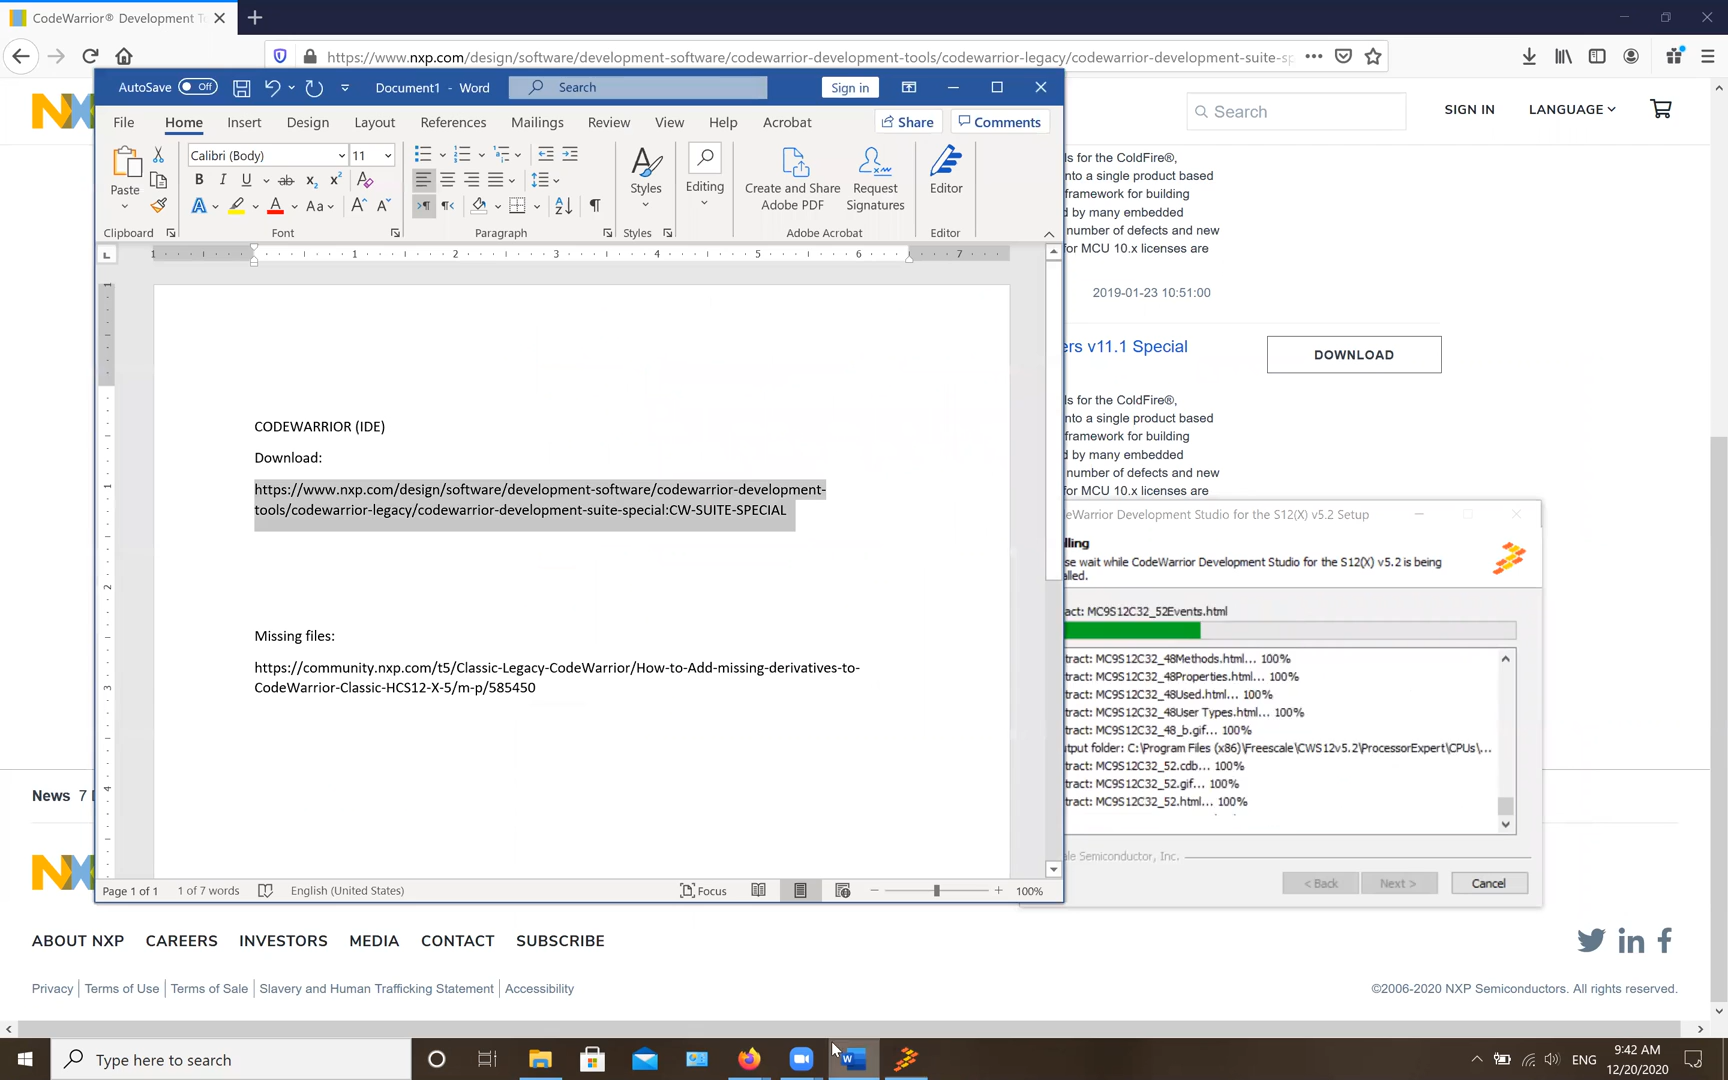 CodeWarrior® Development T
https://www.nxp.com/design/software/development-software/codewarrior-development-tools/codewarrior-legacy/codewarrior-development-suite-sp
AutoSave Off Document1 - Word Search Sign in
File Home Insert Design Layout References Mailings Review View Help Acrobat Share Comments
Calibri (Body) 11
Paste
Styles Editing Create and Share Adobe PDF Request Signatures Editor
Clipboard Font Paragraph Styles Adobe Acrobat Editor
CODEWARRIOR (IDE)
Download:
https://www.nxp.com/design/software/development-software/codewarrior-development-
tools/codewarrior-legacy/codewarrior-development-suite-special:CW-SUITE-SPECIAL
Missing files:
https://community.nxp.com/t5/Classic-Legacy-CodeWarrior/How-to-Add-missing-derivatives-to-
CodeWarrior-Classic-HCS12-X-5/m-p/585450
Page 1 of 1 1 of 7 words English (United States) Focus 100%
Search SIGN IN LANGUAGE
ds for the ColdFire®,
nto a single product based
framework for building
d by many embedded
number of defects and new
for MCU 10.x licenses are
2019-01-23 10:51:00
ers v11.1 Special DOWNLOAD
ds for the ColdFire®,
nto a single product based
framework for building
d by many embedded
number of defects and new
for MCU 10.x licenses are
eWarrior Development Studio for the S12(X) v5.2 Setup
lling
se wait while CodeWarrior Development Studio for the S12(X) v5.2 is being
alled.
act: MC9S12C32_52Events.html
tract: MC9S12C32_48Methods.html... 100%
tract: MC9S12C32_48Properties.html... 100%
tract: MC9S12C32_48Used.html... 100%
tract: MC9S12C32_48User Types.html... 100%
tract: MC9S12C32_48_b.gif... 100%
utput folder: C:\Program Files (x86)\Freescale\CWS12v5.2\ProcessorExpert\CPUs\...
tract: MC9S12C32_52.cdb... 100%
tract: MC9S12C32_52.gif... 100%
tract: MC9S12C32_52.html... 100%
ale Semiconductor, Inc.
< Back Next > Cancel
News 7
ABOUT NXP CAREERS INVESTORS MEDIA CONTACT SUBSCRIBE
Privacy | Terms of Use | Terms of Sale | Slavery and Human Trafficking Statement | Accessibility
©2006-2020 NXP Semiconductors. All rights reserved.
Type here to search
ENG 9:42 AM
12/20/2020